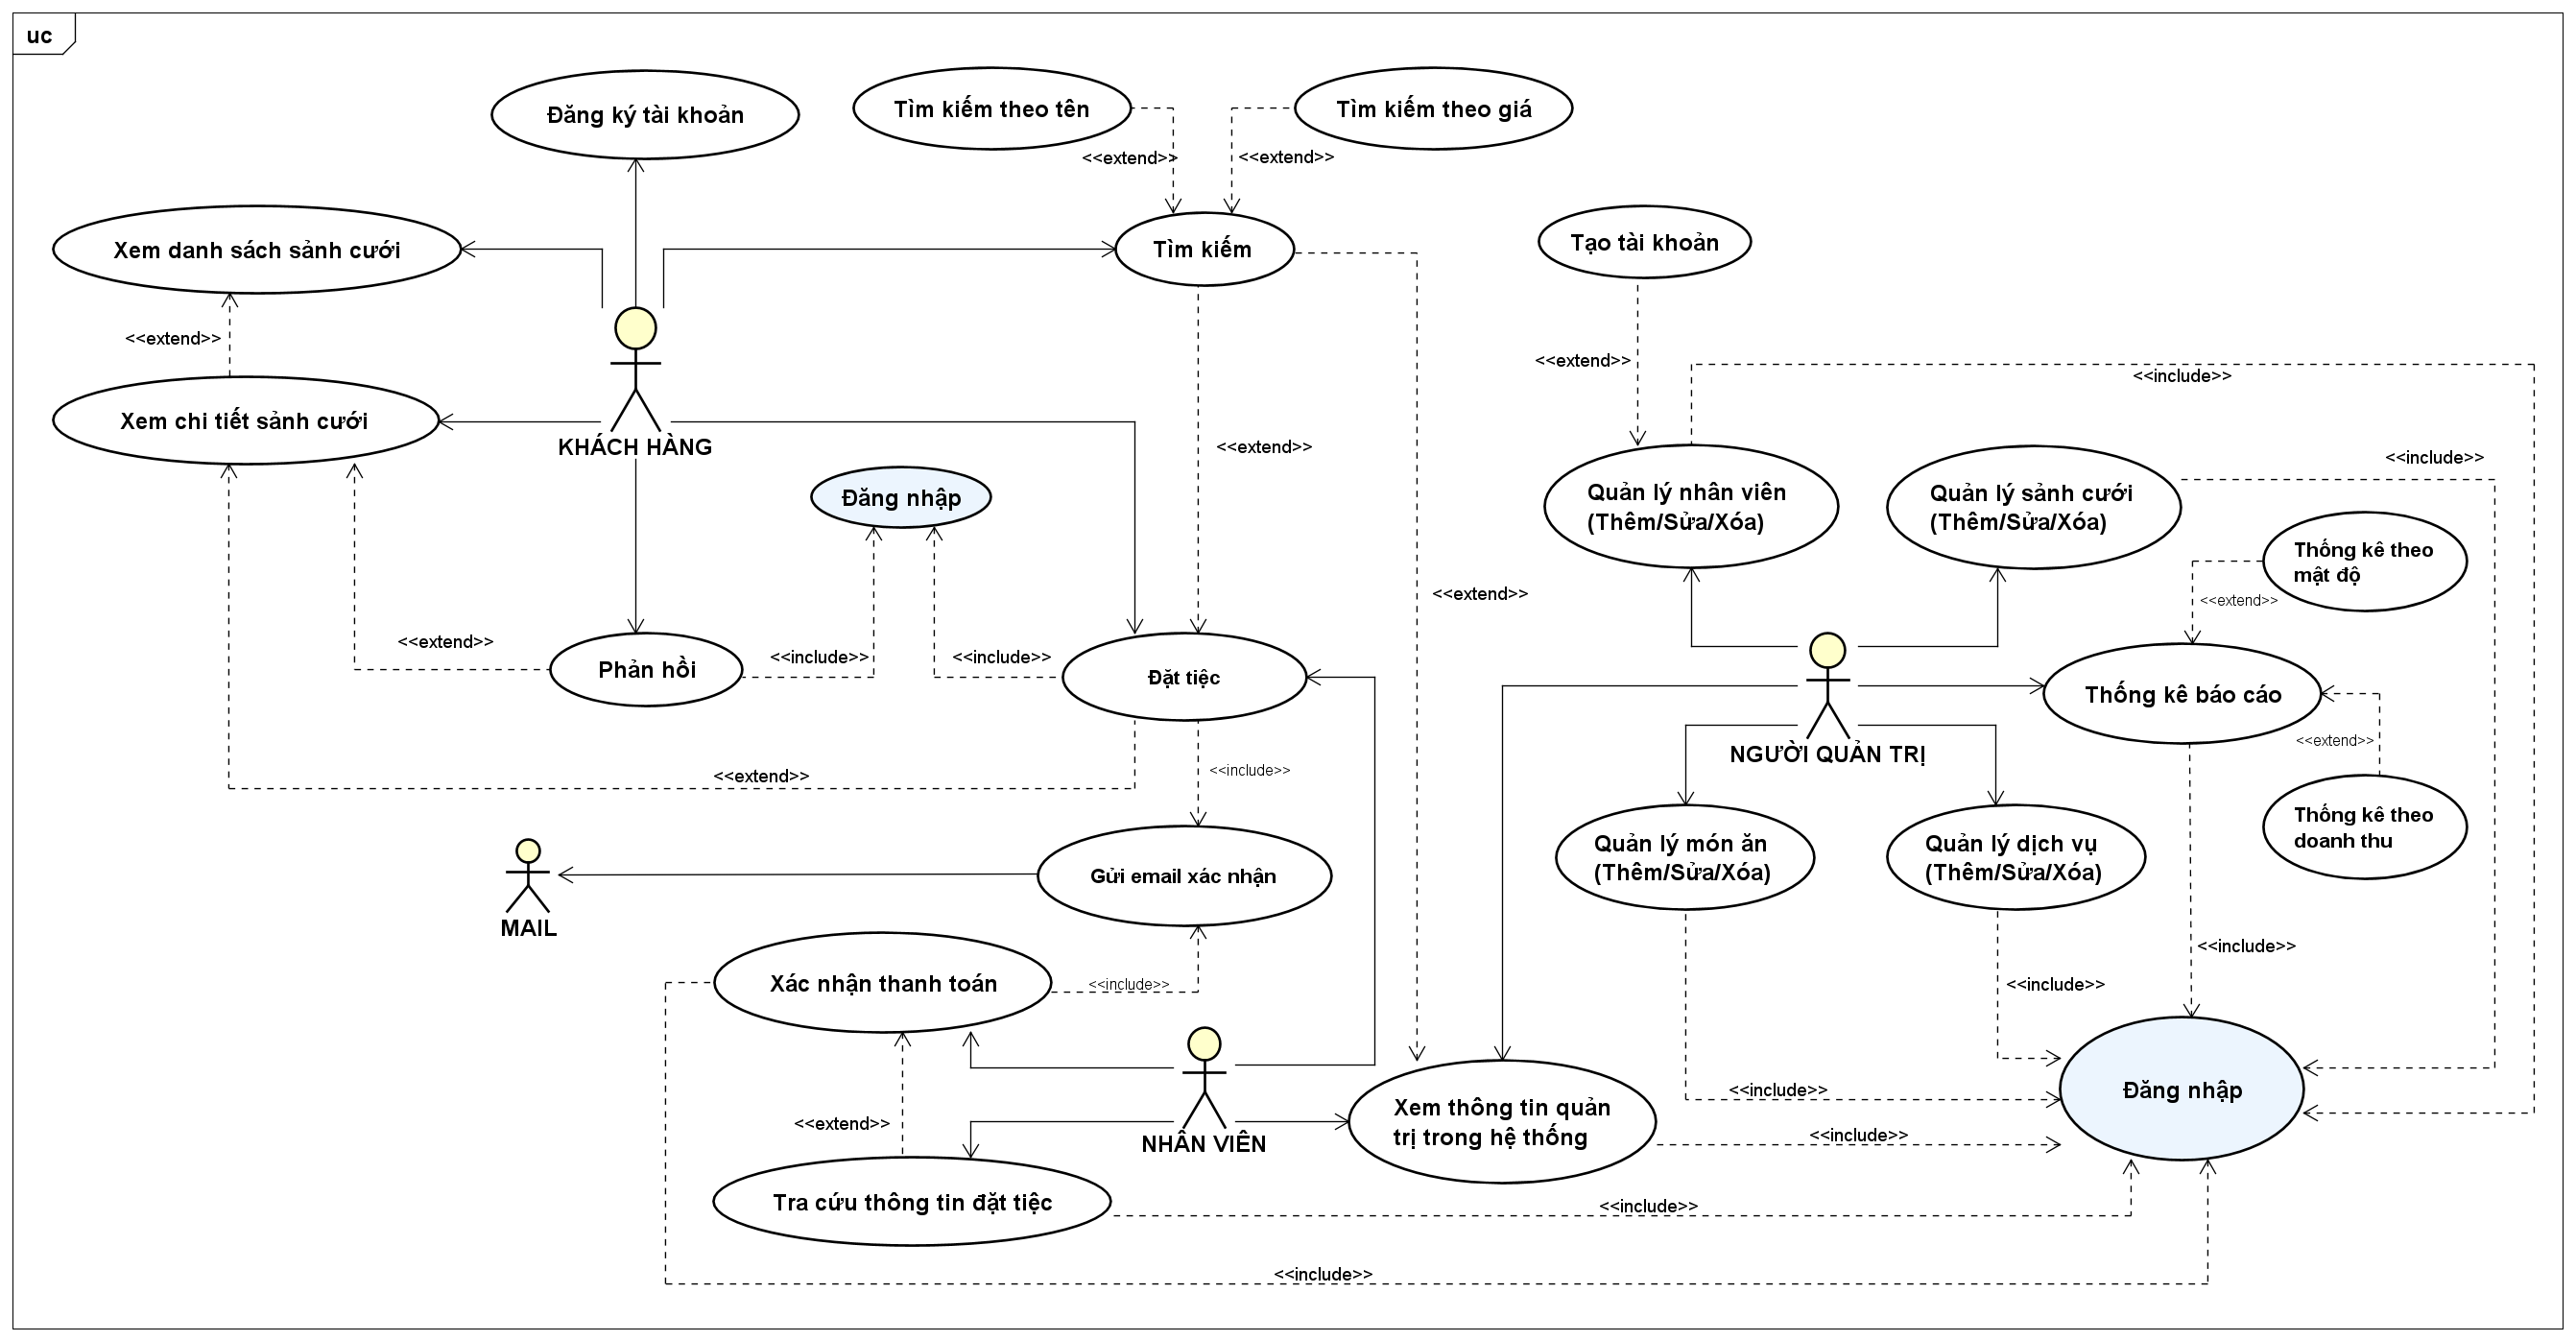 uc
Đăng ký tài khoản
Tìm kiếm theo tên
Tìm kiếm theo giá
<<extend>>
<<extend>>
Xem danh sách sảnh cưới
Tìm kiếm
Tạo tài khoản
<<extend>>
<<extend>>
<<include>>
Xem chi tiết sảnh cưới
KHÁCH HÀNG
<<extend>>
<<include>>
Đăng nhập
Quản lý nhân viên
(Thêm/Sửa/Xóa)
Quản lý sảnh cưới
(Thêm/Sửa/Xóa)
Thống kê theo
mật độ
<<extend>>
<<extend>>
<<extend>>
<<include>>
<<include>>
Phản hồi
Đặt tiệc
Thống kê báo cáo
NGƯỜI QUẢN TRỊ
<<extend>>
<<extend>>
<<include>>
Thống kê theo
doanh thu
Quản lý món ăn
(Thêm/Sửa/Xóa)
Quản lý dịch vụ
(Thêm/Sửa/Xóa)
Gửi email xác nhận
MAIL
<<include>>
Xác nhận thanh toán
<<include>>
<<include>>
<<include>>
Đăng nhập
<<extend>>
NHÂN VIÊN
Xem thông tin quản
trị trong hệ thống
<<include>>
Tra cứu thông tin đặt tiệc
<<include>>
<<include>>